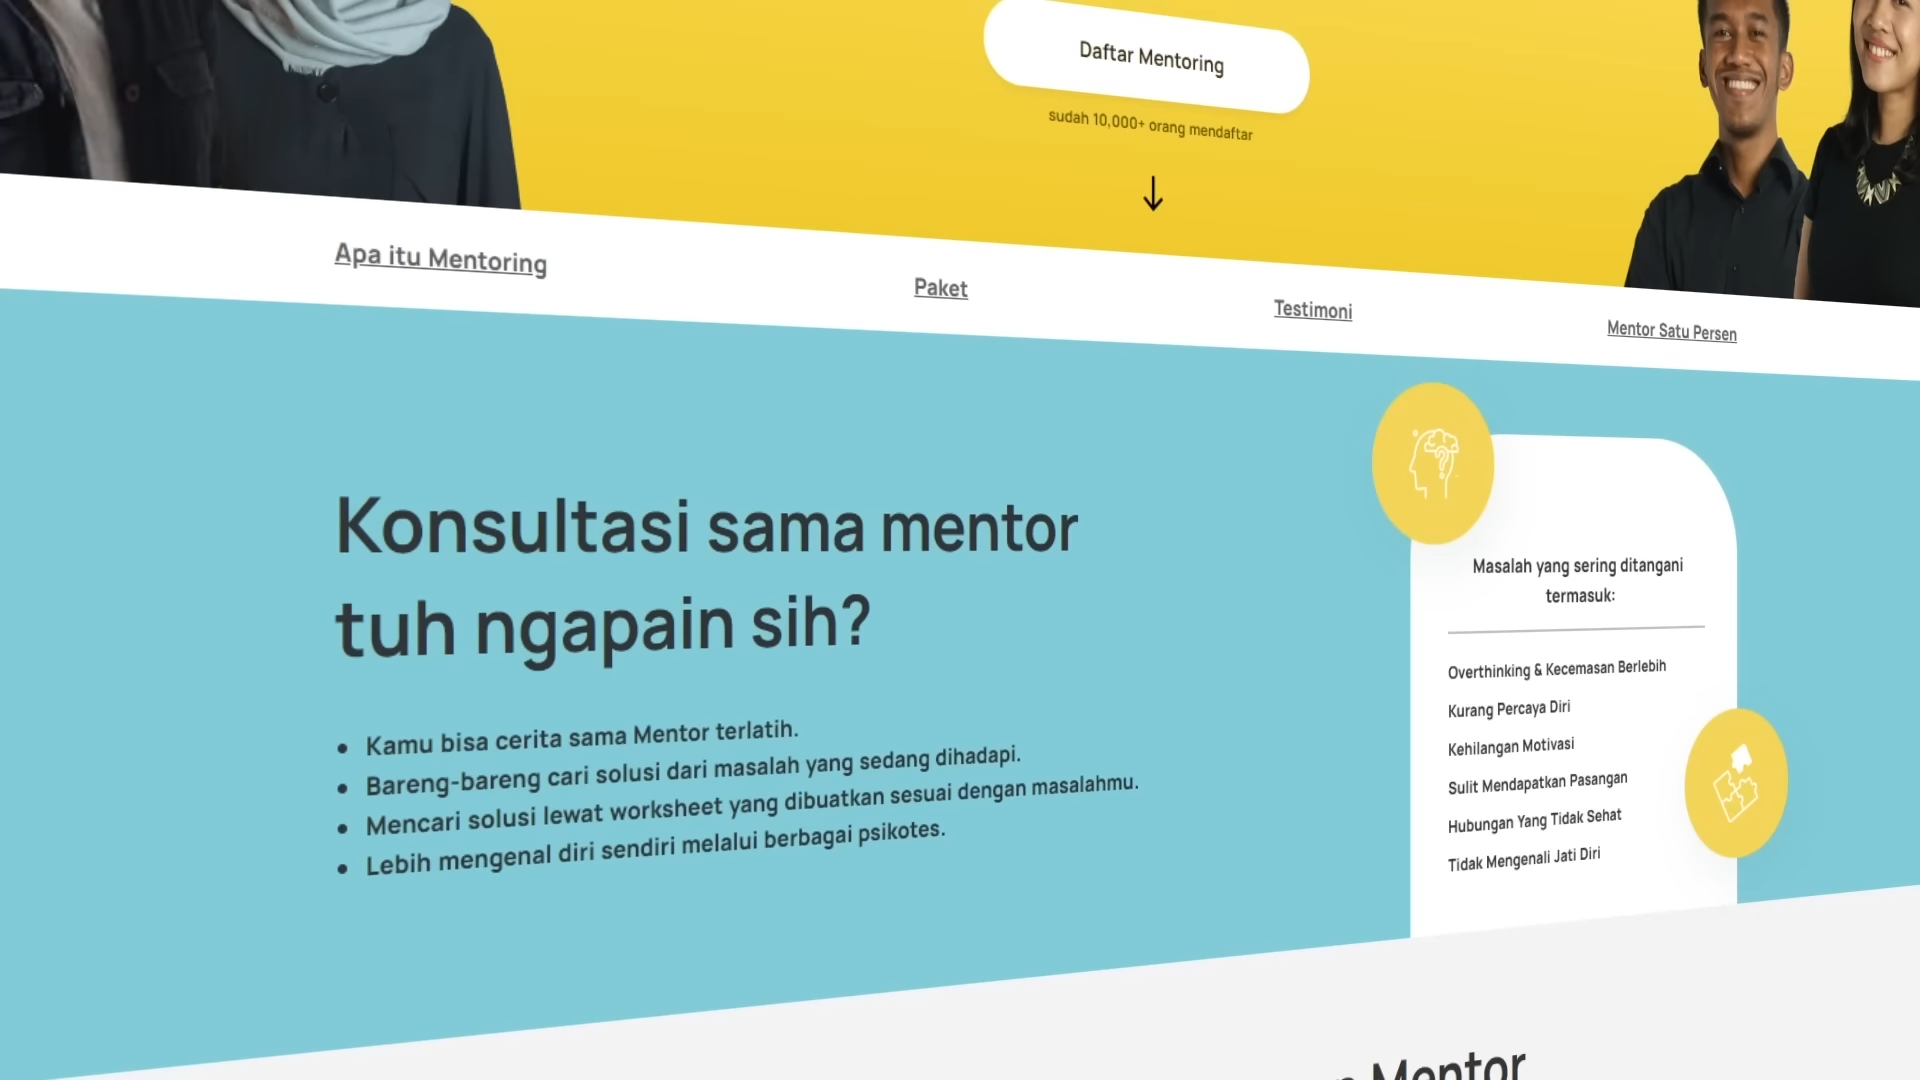 Daftar Mentoring
sudah 10,000+ orang mendaftar
Apa itu Mentoring
Paket
Testimoni
Mentor Satu Persen
Konsultasi sama mentor
tuh ngapain sih?
Kamu bisa cerita sama Mentor terlatih.
Bareng-bareng cari solusi dari masalah yang sedang dihadapi.
Mencari solusi lewat worksheet yang dibuatkan sesuai dengan masalahmu.
Lebih mengenal diri sendiri melalui berbagai psikotes.
Masalah yang sering ditangani
termasuk:
Overthinking & Kecemasan Berlebih
Kurang Percaya Diri
Kehilangan Motivasi
Sulit Mendapatkan Pasangan
Hubungan Yang Tidak Sehat
Tidak Mengenali Jati Diri
Mentor